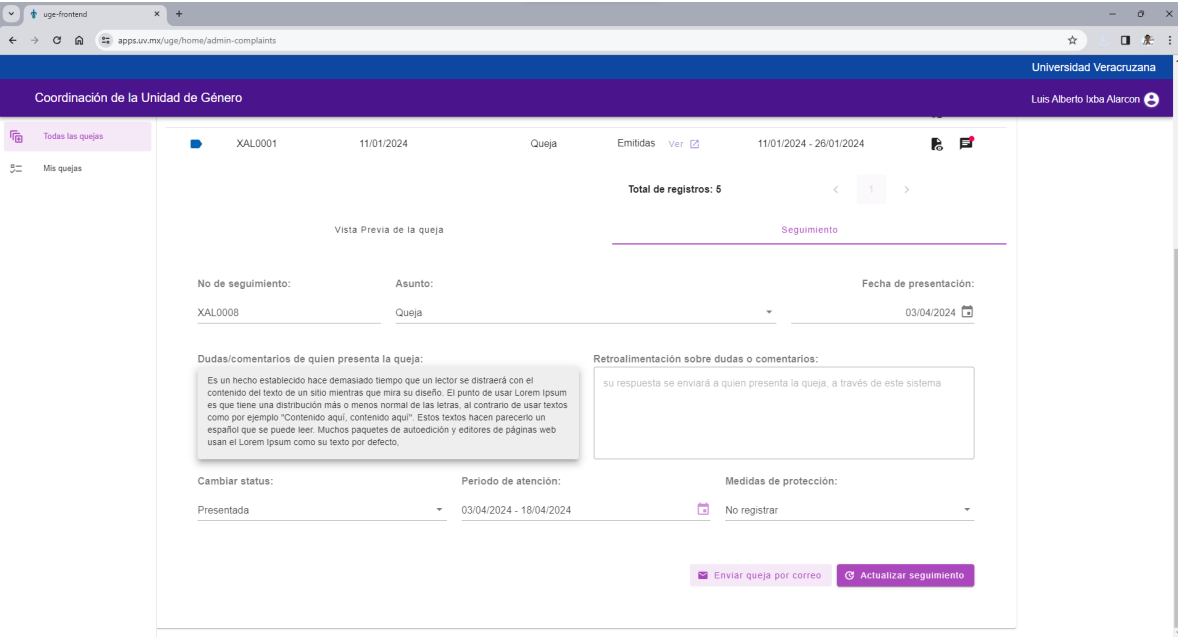 uge-frontend
apps.uv.mx/uge/home/admin-complaints
Universidad Veracruzana
Coordinación de la Unidad de Género
Luis Alberto Ixba Alarcon
Todas las quejas
Mis quejas
XAL0001 11/01/2024 Queja Emitidas Ver 11/01/2024 - 26/01/2024
Total de registros: 5 < 1 >
Vista Previa de la queja Seguimiento
No de seguimiento: Asunto: Fecha de presentación:
XAL0008 Queja 03/04/2024
Dudas/comentarios de quien presenta la queja: Retroalimentación sobre dudas o comentarios:
Es un hecho establecido hace demasiado tiempo que un lector se distraerá con el
contenido del texto de un sitio mientras que mira su diseño. El punto de usar Lorem Ipsum
es que tiene una distribución más o menos normal de las letras, al contrario de usar textos
como por ejemplo "Contenido aquí, contenido aquí". Estos textos hacen parecerlo un
español que se puede leer. Muchos paquetes de autoedición y editores de páginas web
usan el Lorem Ipsum como su texto por defecto,
su respuesta se enviará a quien presenta la queja, a través de este sistema
Cambiar status: Periodo de atención: Medidas de protección:
Presentada 03/04/2024 - 18/04/2024 No registrar
Enviar queja por correo Actualizar seguimiento